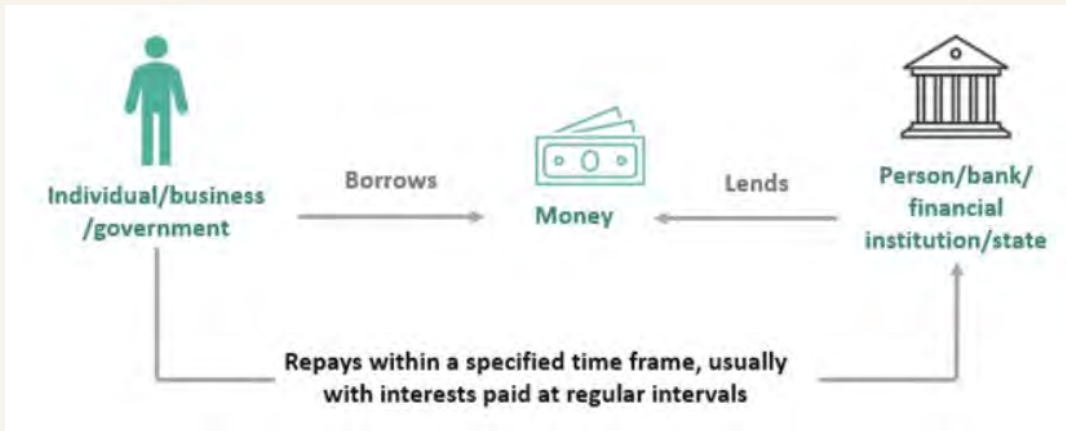 Individual/business
/government
Borrows
Money
Lends
Person/bank/
financial
institution/state
Repays within a specified time frame, usually
with interests paid at regular intervals